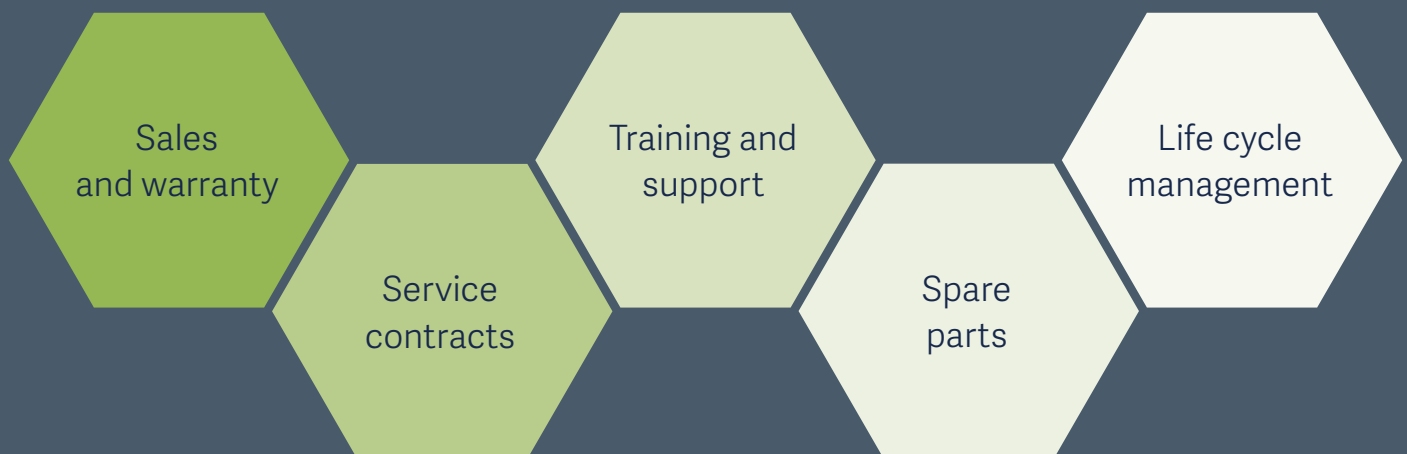 Sales
and warranty
Service
contracts
Training and
support
Spare
parts
Life cycle
management